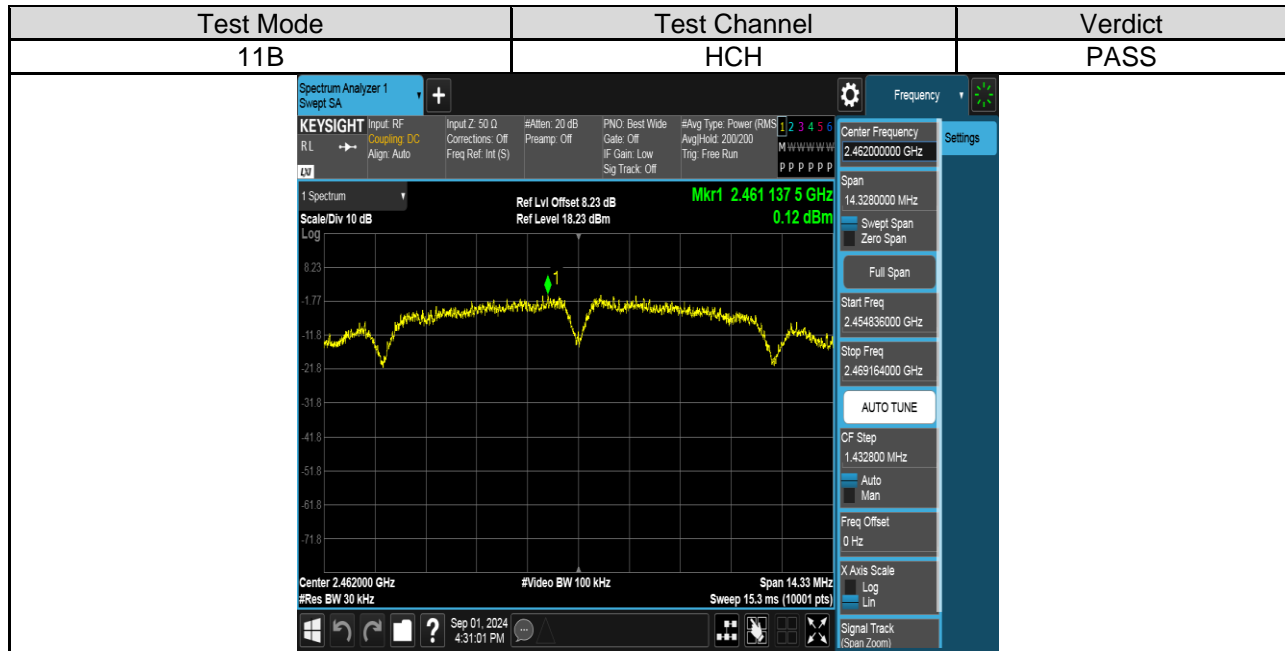 Test Mode Test Channel Verdict
11B HCH PASS
Spectrum Analyzer 1
Swept SA
+
Frequency
KEYSIGHT
RL
LXI
Input: RF
Coupling: DC
Align: Auto
Input Z: 50 Ω
Corrections: Off
Freq Ref: Int (S)
#Atten: 20 dB
Preamp: Off
PNO: Best Wide
Gate: Off
IF Gain: Low
Sig Track: Off
#Avg Type: Power (RMS
Avg|Hold: 200/200
Trig: Free Run
1 2 3 4 5 6
M W W W W W
P P P P P P
1 Spectrum
Scale/Div 10 dB
Log
Ref Lvl Offset 8.23 dB
Ref Level 18.23 dBm
Mkr1 2.461 137 5 GHz
0.12 dBm
1
8.23
-1.77
-11.8
-21.8
-31.8
-41.8
-51.8
-61.8
-71.8
Center 2.462000 GHz
#Res BW 30 kHz
#Video BW 100 kHz
Span 14.33 MHz
Sweep 15.3 ms (10001 pts)
Center Frequency
2.462000000 GHz
Settings
Span
14.3280000 MHz
Swept Span
Zero Span
Full Span
Start Freq
2.454836000 GHz
Stop Freq
2.469164000 GHz
AUTO TUNE
CF Step
1.432800 MHz
Auto
Man
Freq Offset
0 Hz
X Axis Scale
Log
Lin
Signal Track
(Span Zoom)
?
Sep 01, 2024
4:31:01 PM